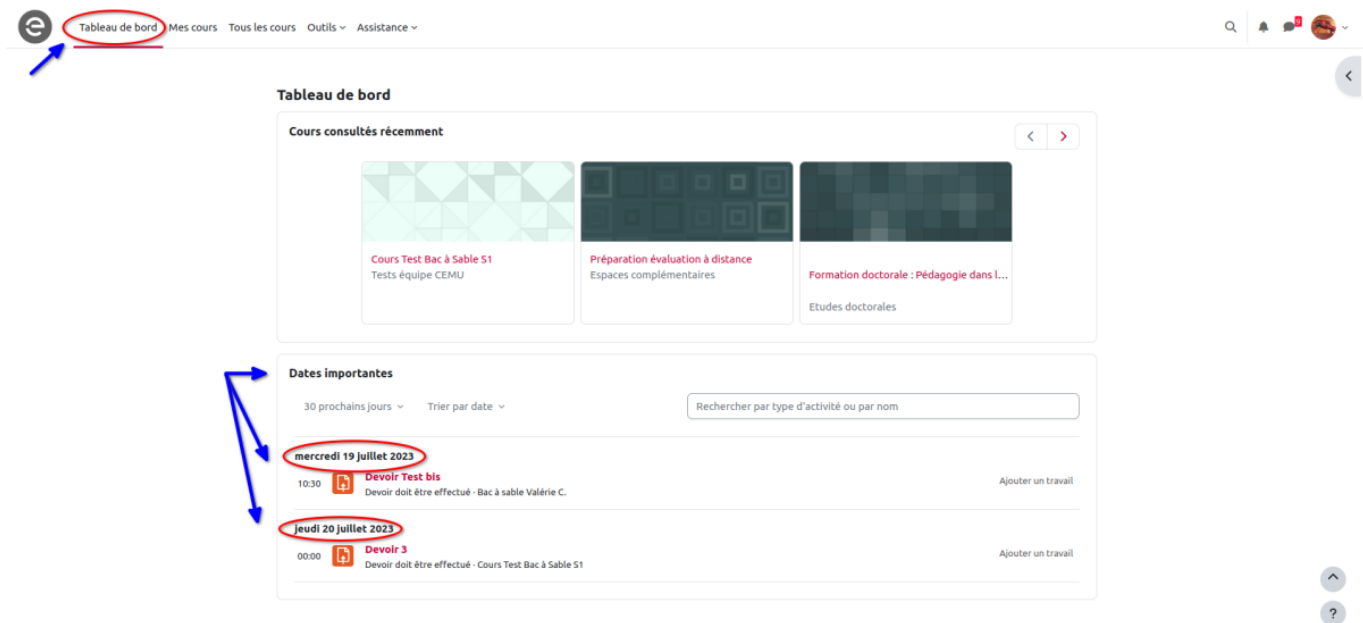 e Tableau de bord Mes cours Tous les cours Outils Assistance 9
Tableau de bord
Cours consultés récemment
Cours Test Bac à Sable S1
Tests équipe CEMU
Préparation évaluation à distance
Espaces complémentaires
Formation doctorale : Pédagogie dans l...
Etudes doctorales
Dates importantes
30 prochains jours Trier par date Rechercher par type d'activité ou par nom
mercredi 19 juillet 2023
10:30 Devoir Test bis Ajouter un travail
Devoir doit être effectué · Bac à sable Valérie C.
jeudi 20 juillet 2023
00:00 Devoir 3 Ajouter un travail
Devoir doit être effectué · Cours Test Bac à Sable S1
?